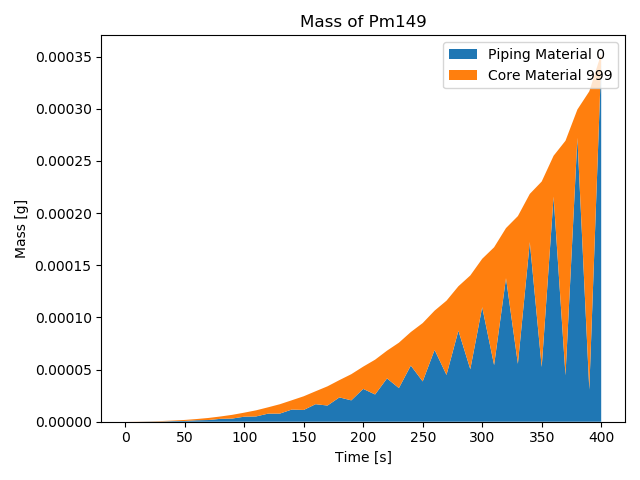 Mass of Pm149
Piping Material 0
Core Material 999
Mass [g]
0.00035
0.00030
0.00025
0.00020
0.00015
0.00010
0.00005
0.00000
0 50 100 150 200 250 300 350 400
Time [s]